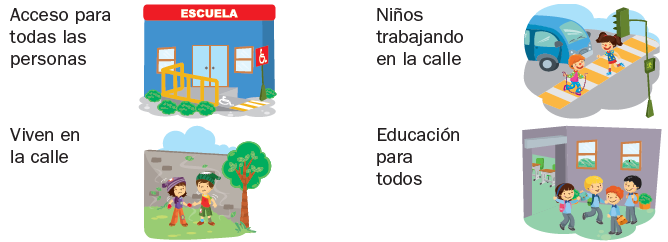 Acceso para
todas las
personas
ESCUELA
Niños
trabajando
en la calle
Viven en
la calle
Educación
para
todos